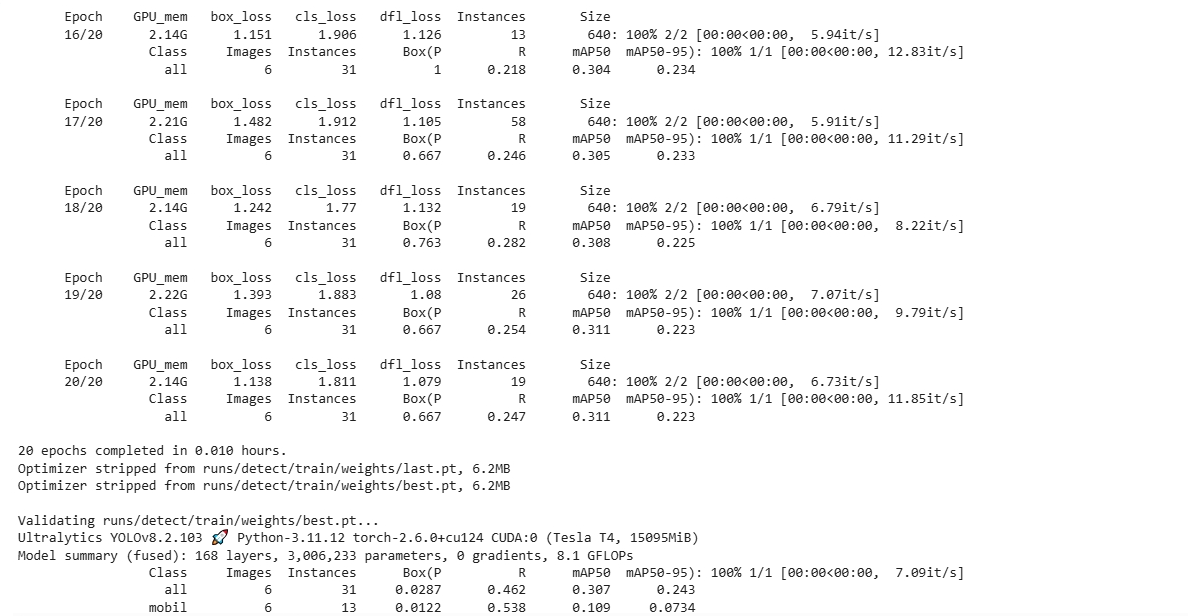 Epoch GPU_mem box_loss cls_loss dfl_loss Instances Size
16/20 2.14G 1.151 1.906 1.126 13 640: 100% 2/2 [00:00<00:00, 5.94it/s]
Class Images Instances Box(P R mAP50 mAP50-95): 100% 1/1 [00:00<00:00, 12.83it/s]
all 6 31 1 0.218 0.304 0.234
Epoch GPU_mem box_loss cls_loss dfl_loss Instances Size
17/20 2.21G 1.482 1.912 1.105 58 640: 100% 2/2 [00:00<00:00, 5.91it/s]
Class Images Instances Box(P R mAP50 mAP50-95): 100% 1/1 [00:00<00:00, 11.29it/s]
all 6 31 0.667 0.246 0.305 0.233
Epoch GPU_mem box_loss cls_loss dfl_loss Instances Size
18/20 2.14G 1.242 1.77 1.132 19 640: 100% 2/2 [00:00<00:00, 6.79it/s]
Class Images Instances Box(P R mAP50 mAP50-95): 100% 1/1 [00:00<00:00, 8.22it/s]
all 6 31 0.763 0.282 0.308 0.225
Epoch GPU_mem box_loss cls_loss dfl_loss Instances Size
19/20 2.22G 1.393 1.883 1.08 26 640: 100% 2/2 [00:00<00:00, 7.07it/s]
Class Images Instances Box(P R mAP50 mAP50-95): 100% 1/1 [00:00<00:00, 9.79it/s]
all 6 31 0.667 0.254 0.311 0.223
Epoch GPU_mem box_loss cls_loss dfl_loss Instances Size
20/20 2.14G 1.138 1.811 1.079 19 640: 100% 2/2 [00:00<00:00, 6.73it/s]
Class Images Instances Box(P R mAP50 mAP50-95): 100% 1/1 [00:00<00:00, 11.85it/s]
all 6 31 0.667 0.247 0.311 0.223
20 epochs completed in 0.010 hours.
Optimizer stripped from runs/detect/train/weights/last.pt, 6.2MB
Optimizer stripped from runs/detect/train/weights/best.pt, 6.2MB
Validating runs/detect/train/weights/best.pt...
Ultralytics YOLOv8.2.103 🚀 Python-3.11.12 torch-2.6.0+cu124 CUDA:0 (Tesla T4, 15095MiB)
Model summary (fused): 168 layers, 3,006,233 parameters, 0 gradients, 8.1 GFLOPs
Class Images Instances Box(P R mAP50 mAP50-95): 100% 1/1 [00:00<00:00, 7.09it/s]
all 6 31 0.0287 0.462 0.307 0.243
mobil 6 13 0.0122 0.538 0.109 0.0734